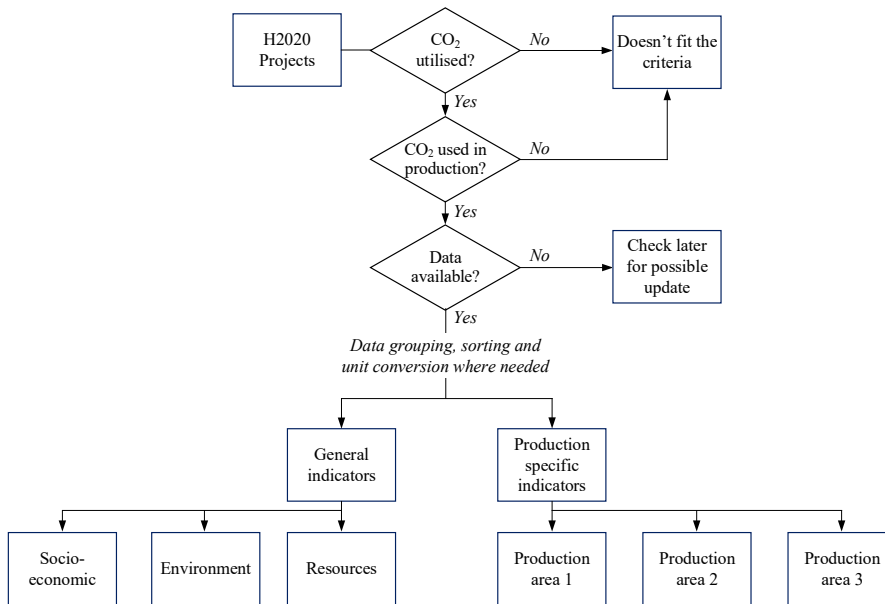 H2020
Projects
CO₂
utilised?
No
Doesn’t fit the
criteria
Yes
CO₂ used in
production?
No
Yes
Data
available?
No
Check later
for possible
update
Yes
Data grouping, sorting and
unit conversion where needed
General
indicators
Production
specific
indicators
Socio-
economic
Environment
Resources
Production
area 1
Production
area 2
Production
area 3